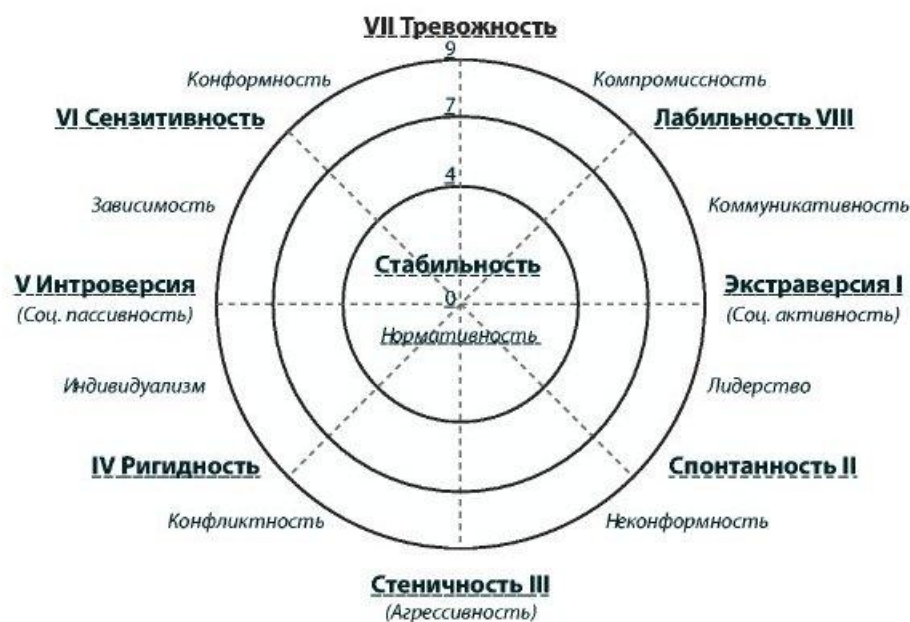 VII Тревожность
9
Конформность
Компромиссность
7
VI Сензитивность
Лабильность VIII
4
Зависимость
Коммуникативность
Стабильность
V Интроверсия
0
Экстраверсия I
(Соц. пассивность)
(Соц. активность)
Нормативность
Индивидуализм
Лидерство
IV Ригидность
Спонтанность II
Конфликтность
Неконформность
Стеничность III
(Агрессивность)